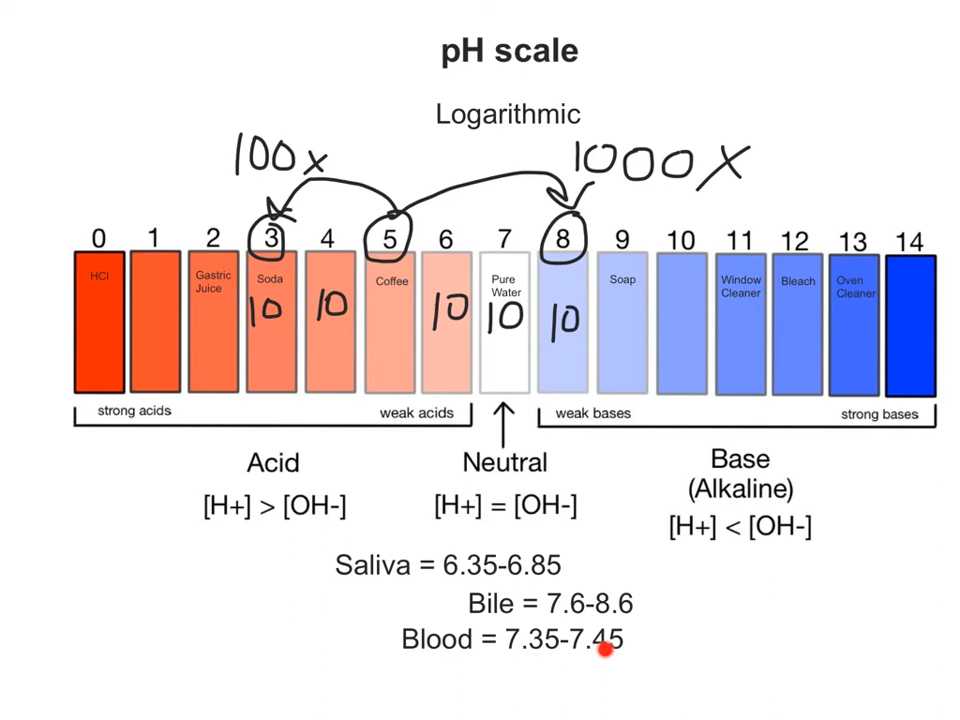 pH scale
Logarithmic
100x
1000 X
0 1 2 3 4 5 6 7 8 9 10 11 12 13 14
HCl
Gastric
Juice
Soda
Coffee
Pure
Water
Soap
Window
Cleaner
Bleach
Oven
Cleaner
10 10 10 10 10
strong acids weak acids weak bases strong bases
Acid
[H+] > [OH-]
Neutral
[H+] = [OH-]
Base
(Alkaline)
[H+] < [OH-]
Saliva = 6.35-6.85
Bile = 7.6-8.6
Blood = 7.35-7.45